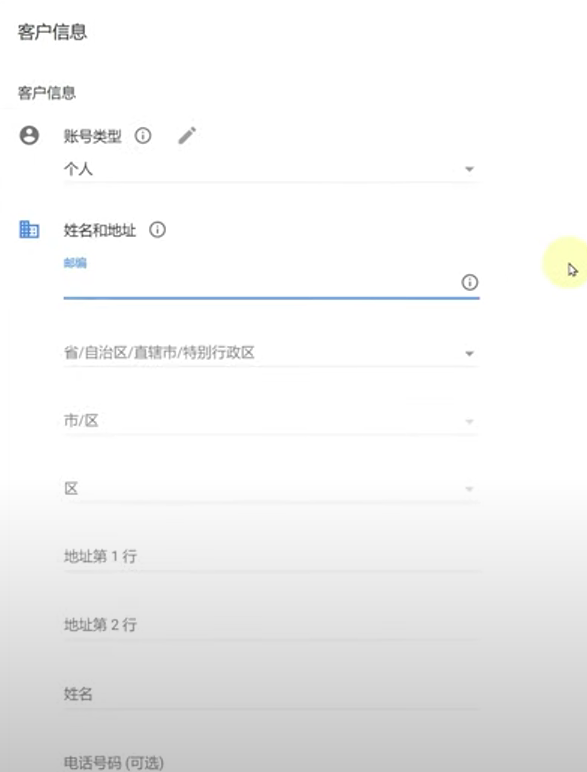 客户信息
客户信息
账号类型
个人
姓名和地址
邮编
省/自治区/直辖市/特别行政区
市/区
区
地址第 1 行
地址第 2 行
姓名
电话号码 (可选)